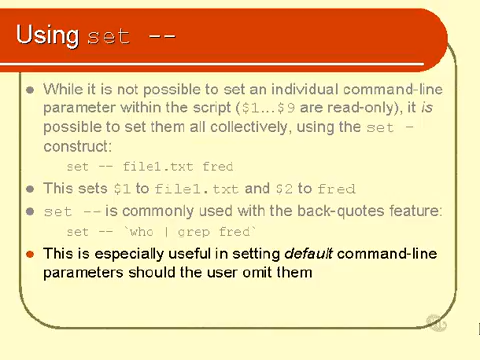 Using set --
While it is not possible to set an individual command-line
parameter within the script ($1...$9 are read-only), it is
possible to set them all collectively, using the set -
construct:
set -- file1.txt fred
This sets $1 to file1.txt and $2 to fred
set -- is commonly used with the back-quotes feature:
set -- `who | grep fred`
This is especially useful in setting default command-line
parameters should the user omit them